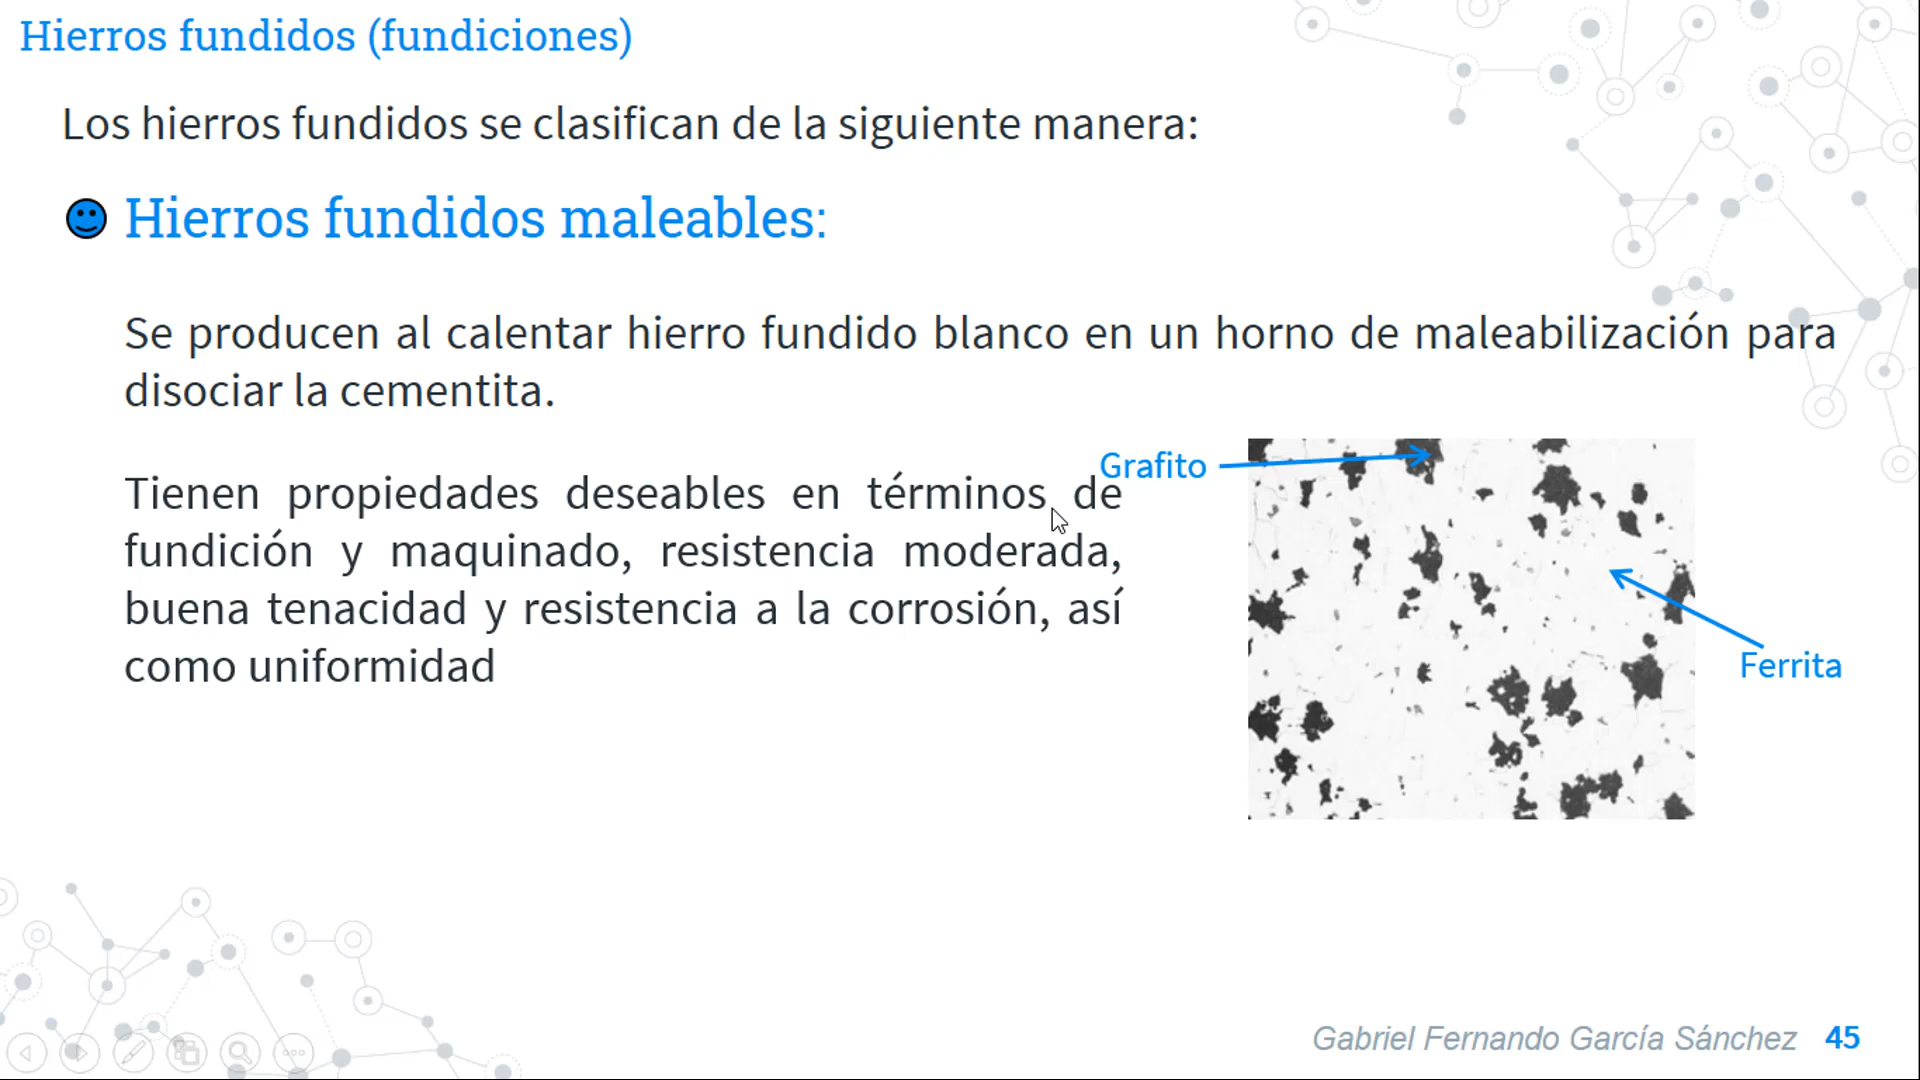 Hierros fundidos (fundiciones)
Los hierros fundidos se clasifican de la siguiente manera:
Hierros fundidos maleables:
Se producen al calentar hierro fundido blanco en un horno de maleabilización para
disociar la cementita.
Tienen propiedades deseables en términos de
fundición y maquinado, resistencia moderada,
buena tenacidad y resistencia a la corrosión, así
como uniformidad
Grafito
Ferrita
Gabriel Fernando García Sánchez 45